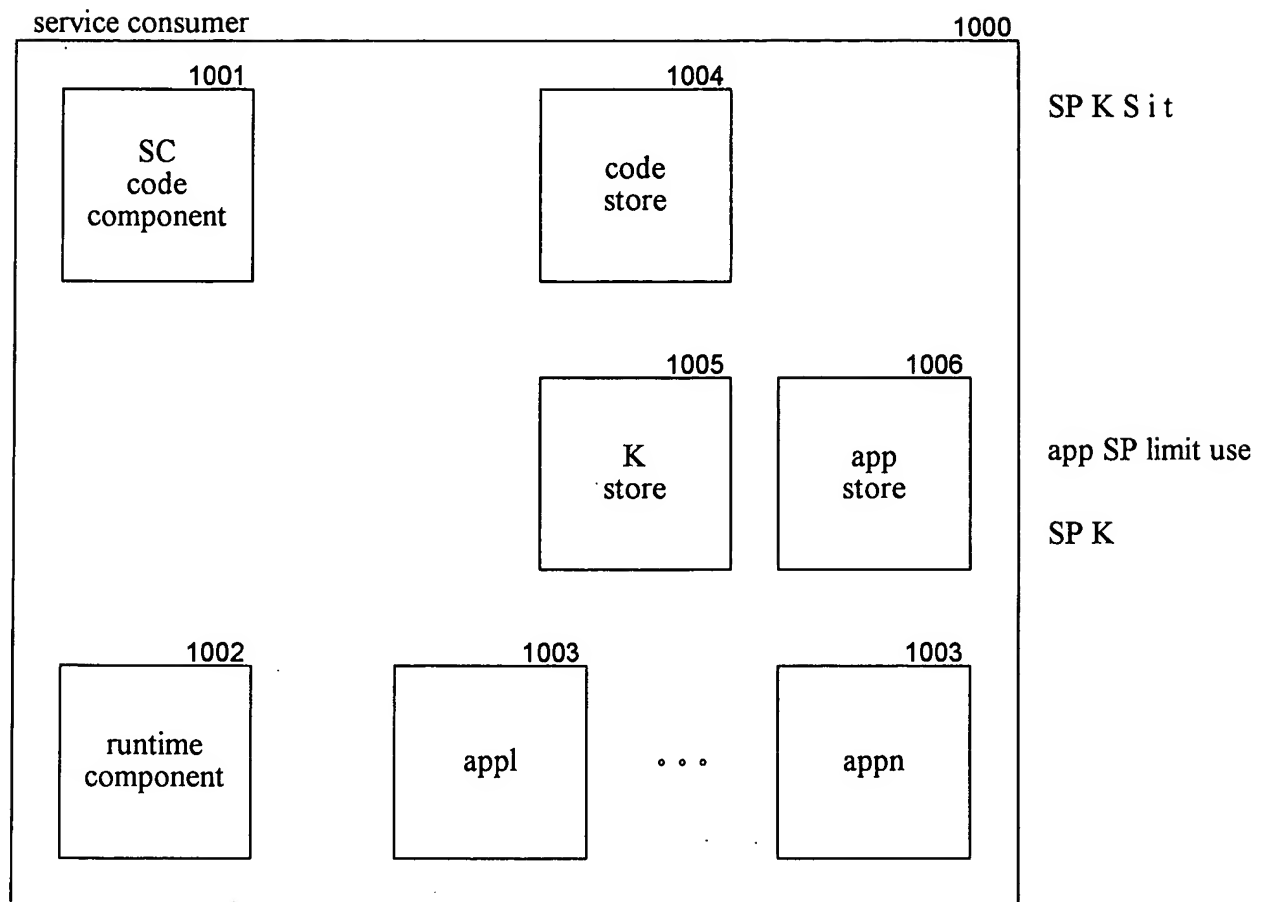 service consumer 1000
1001
SC
code
component
1004
code
store
SP K S i t
1005
K
store
1006
app
store
app SP limit use
SP K
1002
runtime
component
1003
appl
1003
appn